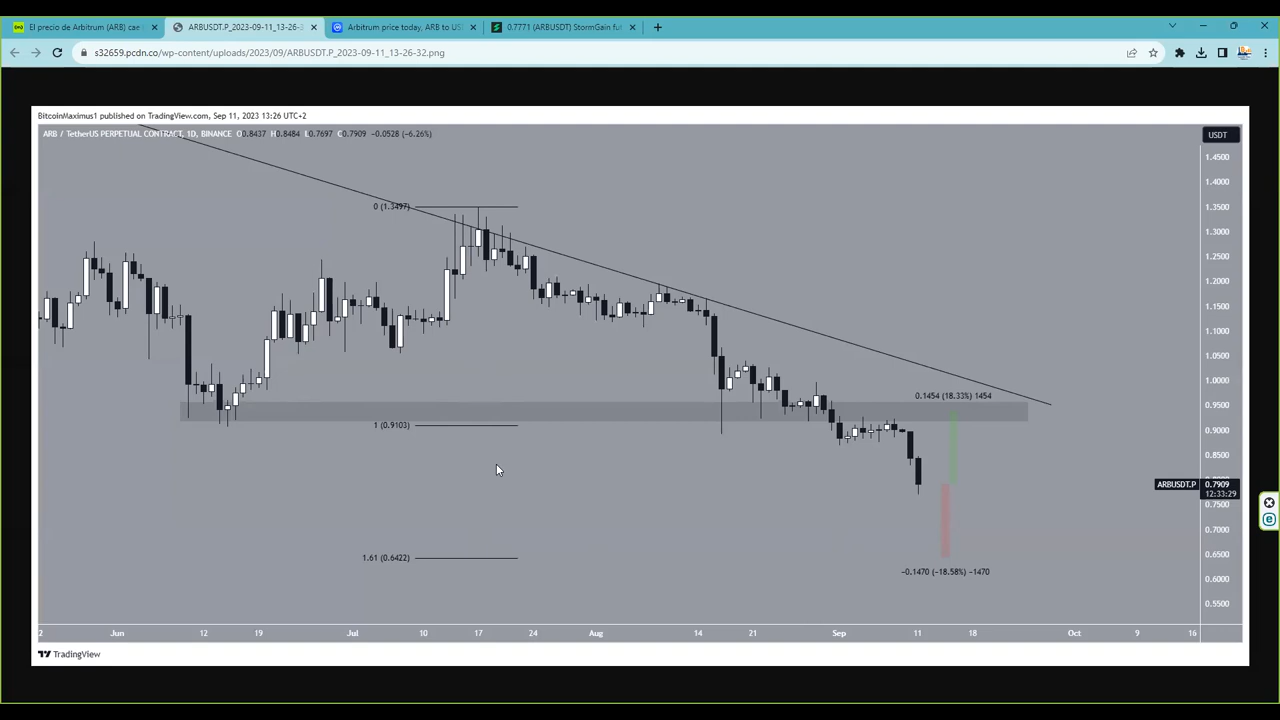 El precio de Arbitrum (ARB) cae
ARBUSDT.P_2023-09-11_13-26-32.
Arbitrum price today, ARB to US
0.7771 (ARBUSDT) StormGain fut
s32659.pcdn.co/wp-content/uploads/2023/09/ARBUSDT.P_2023-09-11_13-26-32.png
BitcoinMaximus1 published on TradingView.com, Sep 11, 2023 13:26 UTC+2
ARB / TetherUS PERPETUAL CONTRACT, 1D, BINANCE O0.8437 H0.8484 L0.7697 C0.7909 −0.0528 (−6.26%)
USDT
1.4500
1.4000
0 (1.3497)
1.3500
1.3000
1.2500
1.2000
1.1500
1.1000
1.0500
1.0000
0.1454 (18.33%) 1454
0.9500
1 (0.9103)
0.9000
0.8500
ARBUSDT.P 0.7909
12:33:29
0.7500
0.7000
1.61 (0.6422)
0.6500
−0.1470 (−18.58%) −1470
0.6000
0.5500
2 Jun 12 19 Jul 10 17 24 Aug 14 21 Sep 11 18 Oct 9 16
TradingView